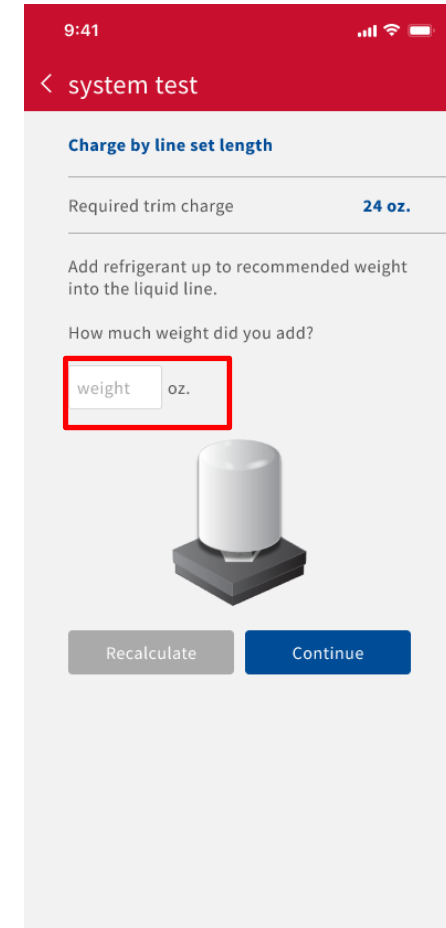 9:41
system test
Charge by line set length
Required trim charge 24 oz.
Add refrigerant up to recommended weight
into the liquid line.
How much weight did you add?
weight oz.
Recalculate Continue